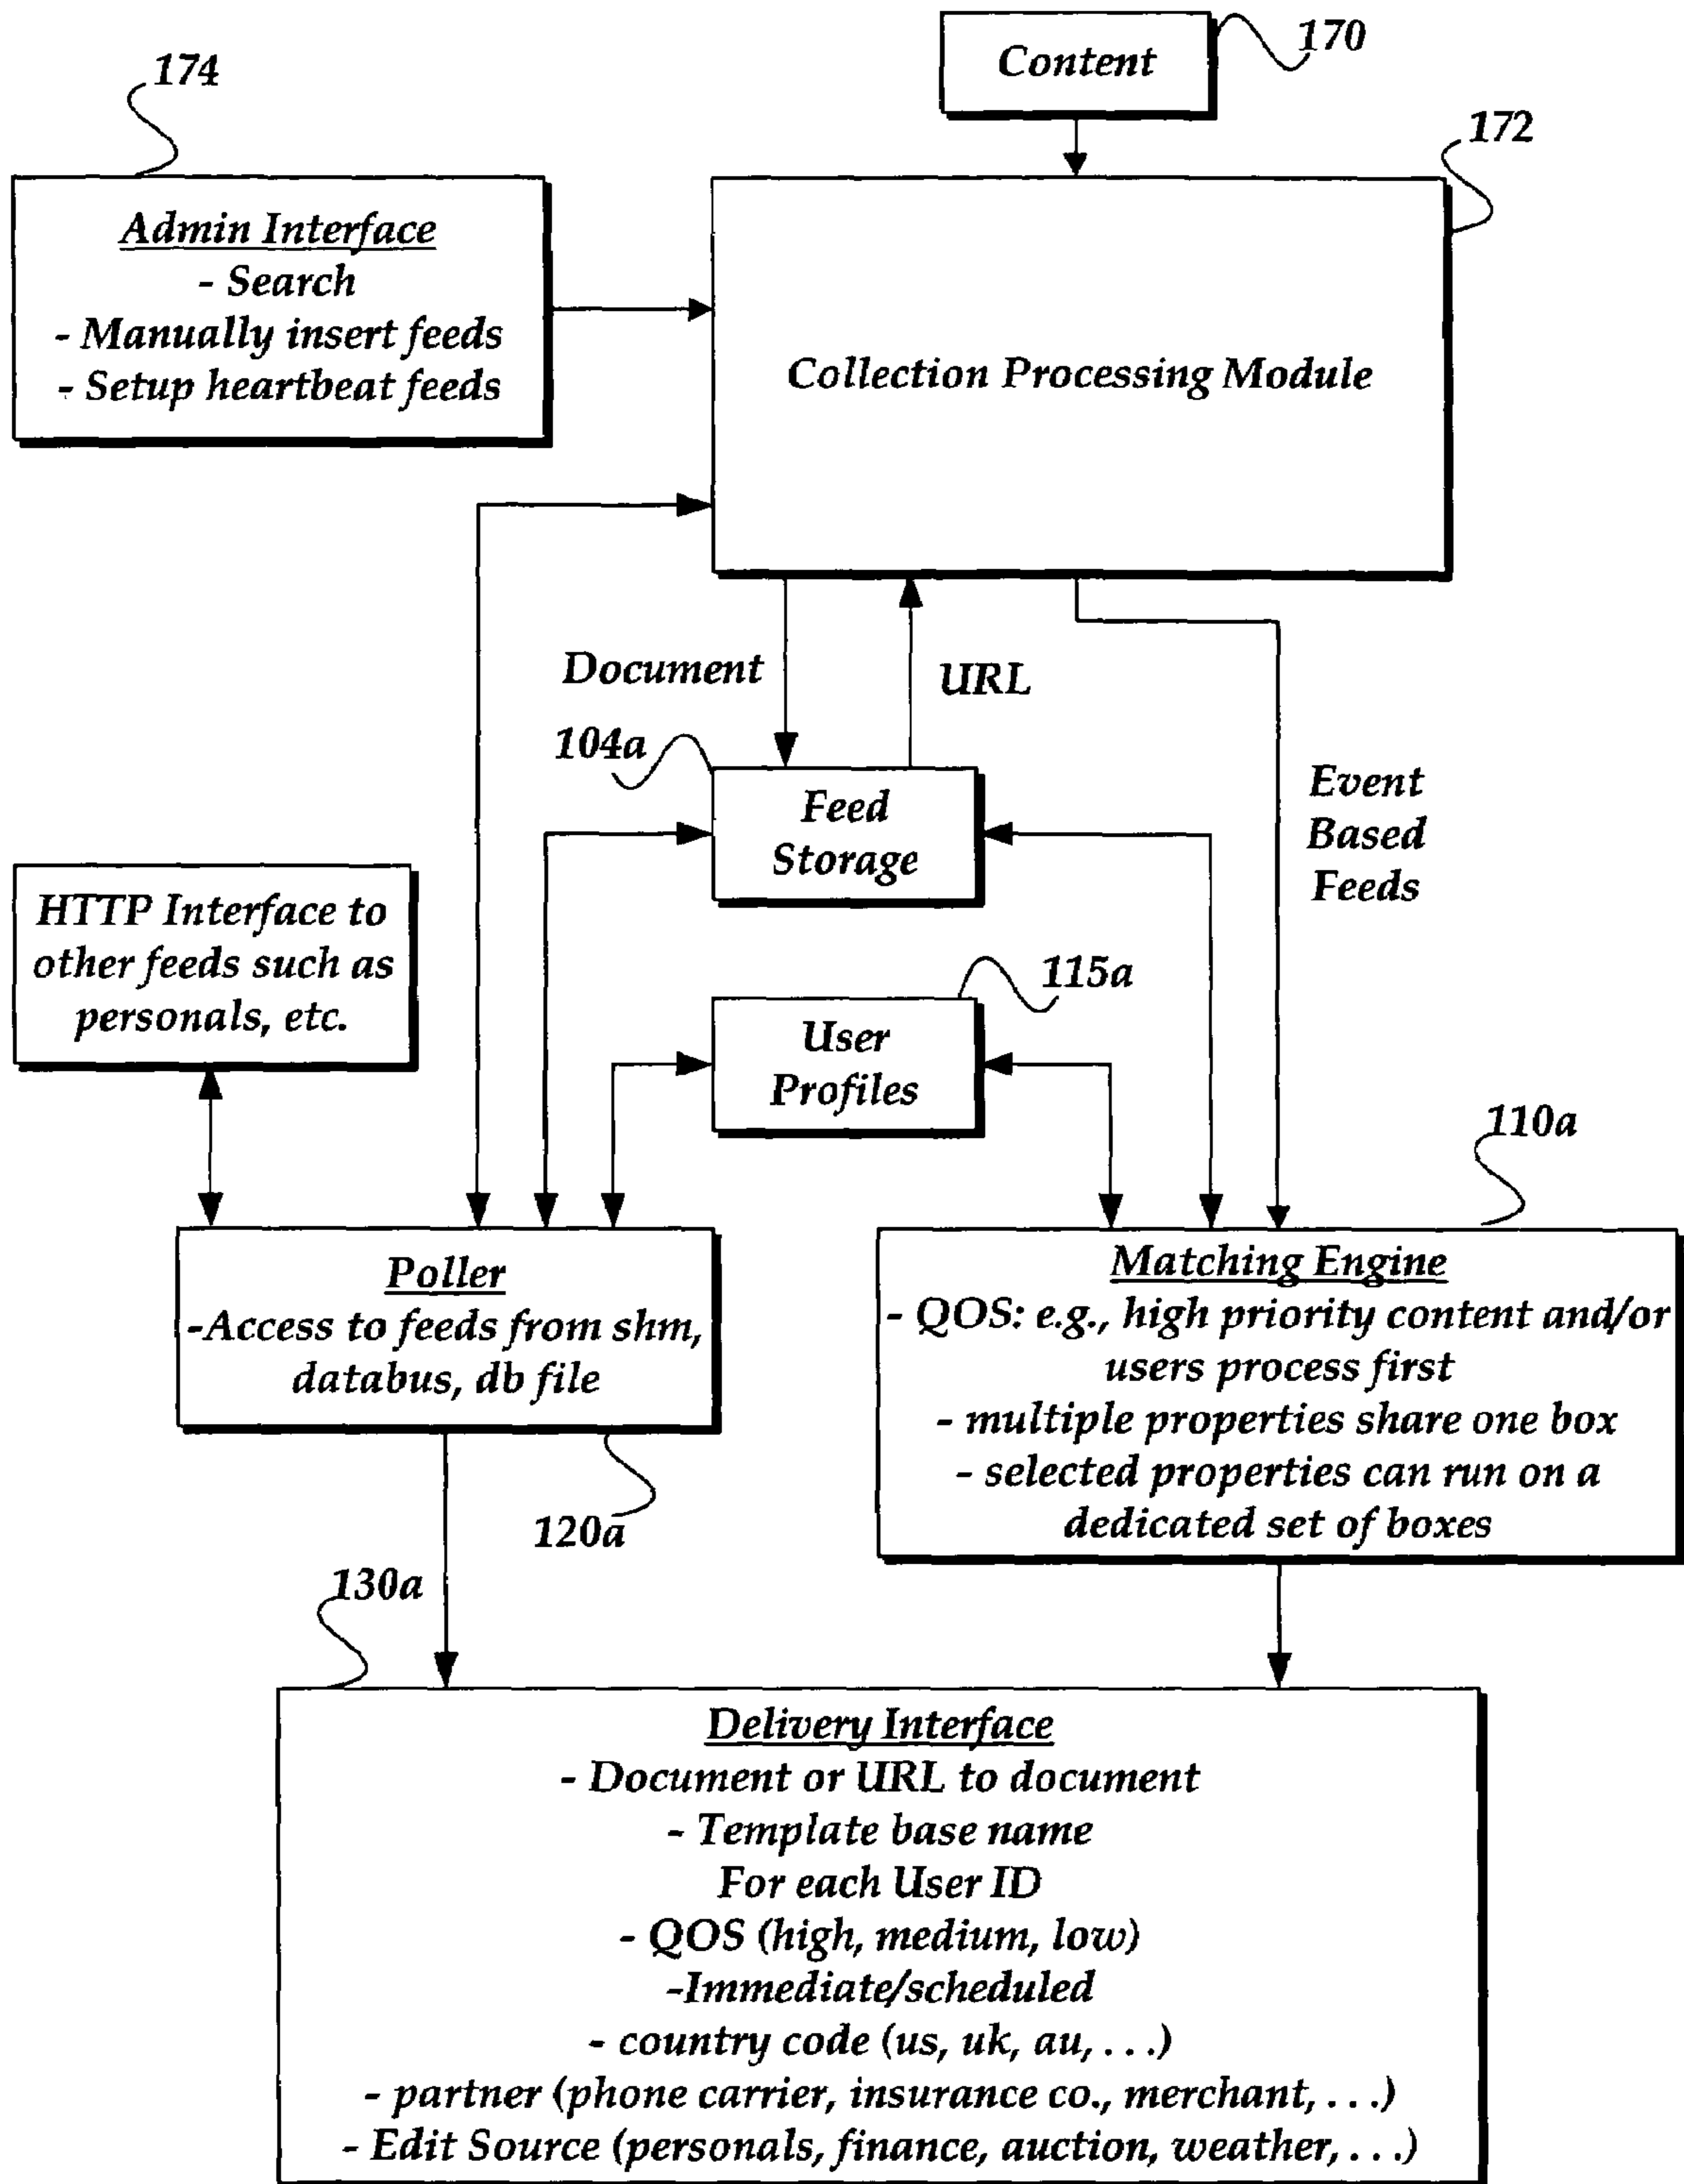 170
Content
174
172
Admin Interface
- Search
- Manually insert feeds
- Setup heartbeat feeds
Collection Processing Module
Document
URL
104a
Feed
Storage
Event
Based
Feeds
HTTP Interface to
other feeds such as
personals, etc.
115a
User
Profiles
110a
Poller
-Access to feeds from shm,
databus, db file
120a
Matching Engine
- QOS: e.g., high priority content and/or
users process first
- multiple properties share one box
- selected properties can run on a
dedicated set of boxes
130a
Delivery Interface
- Document or URL to document
- Template base name
For each User ID
- QOS (high, medium, low)
-Immediate/scheduled
- country code (us, uk, au, . . .)
- partner (phone carrier, insurance co., merchant, . . .)
- Edit Source (personals, finance, auction, weather, . . .)